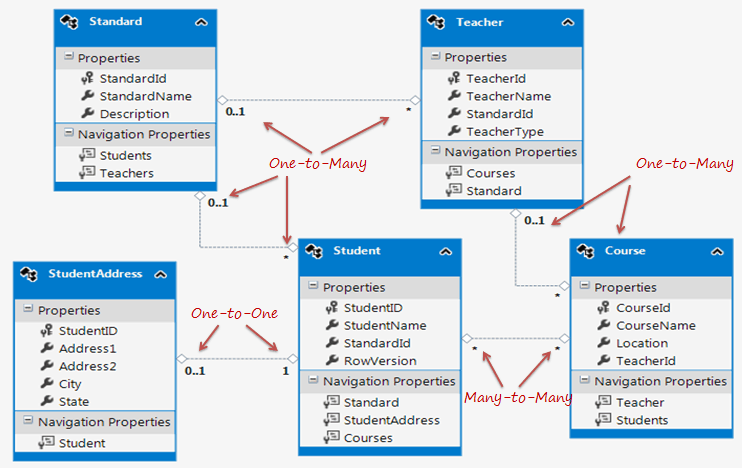 Standard
Properties
StandardId
StandardName
Description
Navigation Properties
Students
Teachers
Teacher
Properties
TeacherId
TeacherName
StandardId
TeacherType
Navigation Properties
Courses
Standard
0..1
*
One-to-Many
0..1
*
One-to-Many
0..1
*
StudentAddress
Properties
StudentID
Address1
Address2
City
State
Navigation Properties
Student
One-to-One
0..1
1
Student
Properties
StudentID
StudentName
StandardId
RowVersion
Navigation Properties
Standard
StudentAddress
Courses
*
*
Many-to-Many
Course
Properties
CourseId
CourseName
Location
TeacherId
Navigation Properties
Teacher
Students